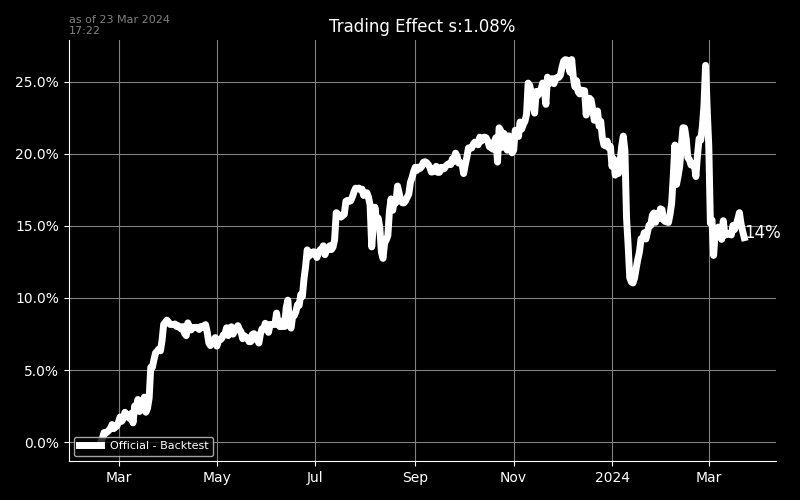 as of 23 Mar 2024
17:22
Trading Effect s:1.08%
25.0%
20.0%
15.0%
14%
10.0%
5.0%
0.0%
Official - Backtest
Mar May Jul Sep Nov 2024 Mar